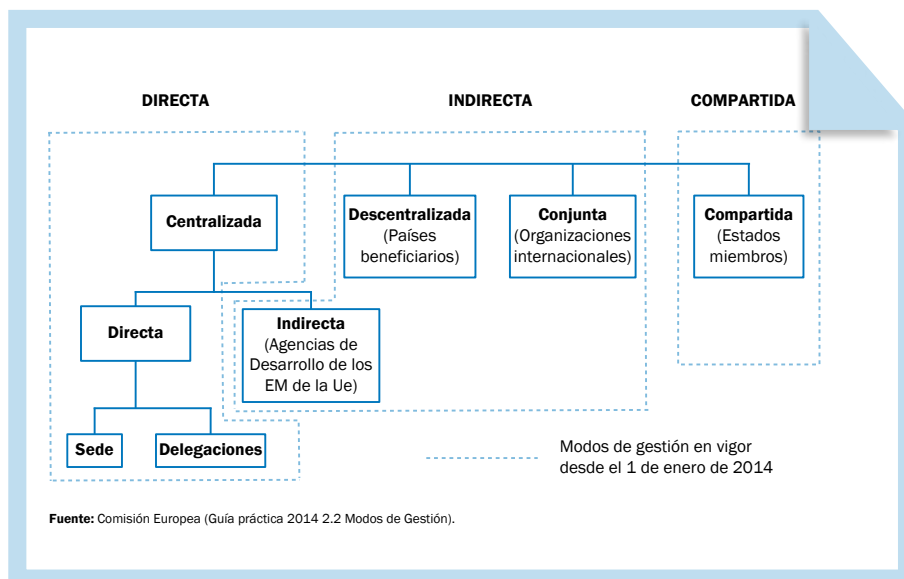 DIRECTA
INDIRECTA
COMPARTIDA
Centralizada
Descentralizada
(Países
beneficiarios)
Conjunta
(Organizaciones
internacionales)
Compartida
(Estados
miembros)
Directa
Indirecta
(Agencias de
Desarrollo de los
EM de la Ue)
Sede
Delegaciones
Modos de gestión en vigor
desde el 1 de enero de 2014
Fuente: Comisión Europea (Guía práctica 2014 2.2 Modos de Gestión).